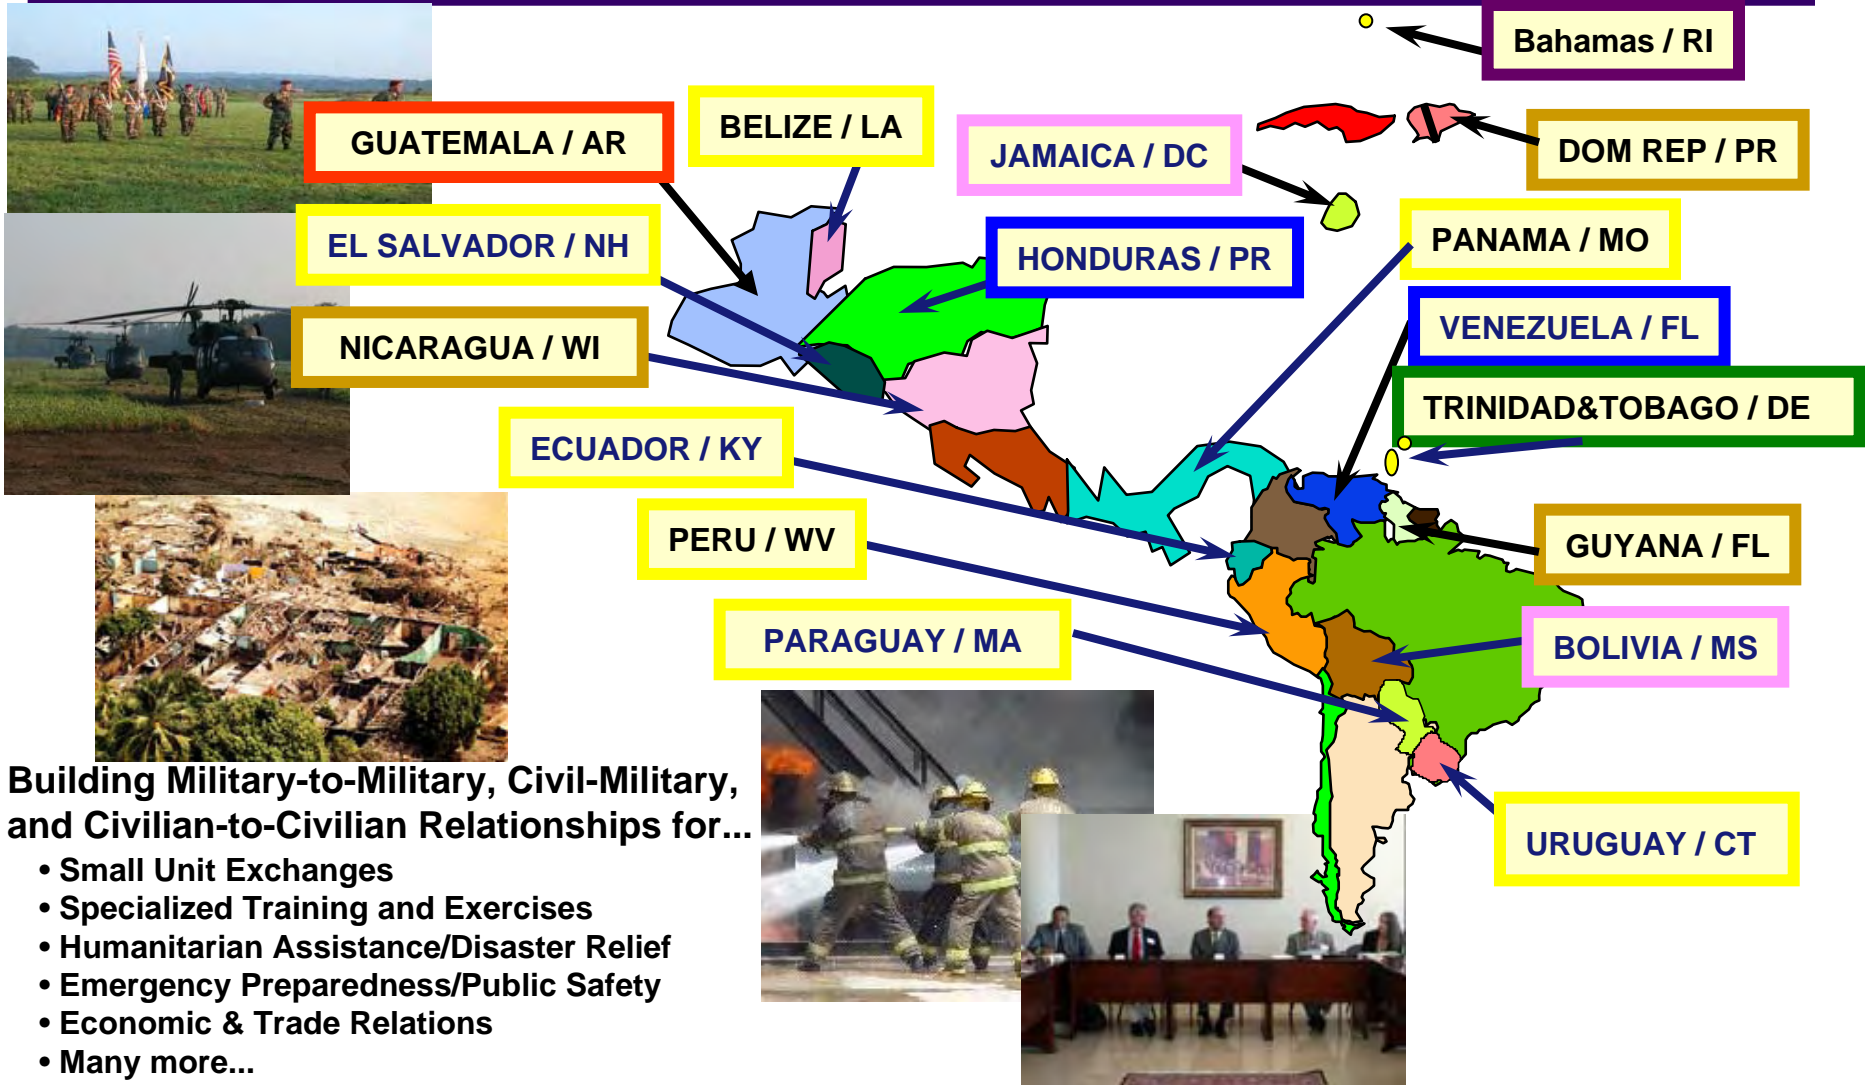 Bahamas / RI
GUATEMALA / AR
BELIZE / LA
JAMAICA / DC
DOM REP / PR
EL SALVADOR / NH
HONDURAS / PR
PANAMA / MO
NICARAGUA / WI
VENEZUELA / FL
TRINIDAD&TOBAGO / DE
ECUADOR / KY
PERU / WV
GUYANA / FL
PARAGUAY / MA
BOLIVIA / MS
URUGUAY / CT
Building Military-to-Military, Civil-Military,
and Civilian-to-Civilian Relationships for...
• Small Unit Exchanges
• Specialized Training and Exercises
• Humanitarian Assistance/Disaster Relief
• Emergency Preparedness/Public Safety
• Economic & Trade Relations
• Many more...